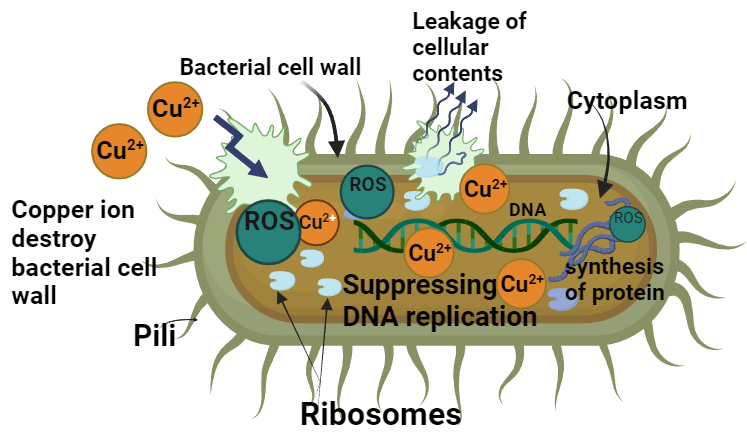 Leakage of
cellular
contents
Bacterial cell wall
Cytoplasm
Cu2+
Cu2+
ROS
Cu2+
DNA
ROS
Cu2+
ROS
Copper ion
destroy
bacterial cell
wall
Cu2+
synthesis
of protein
Suppressing
DNA replication
Cu2+
Pili
Ribosomes